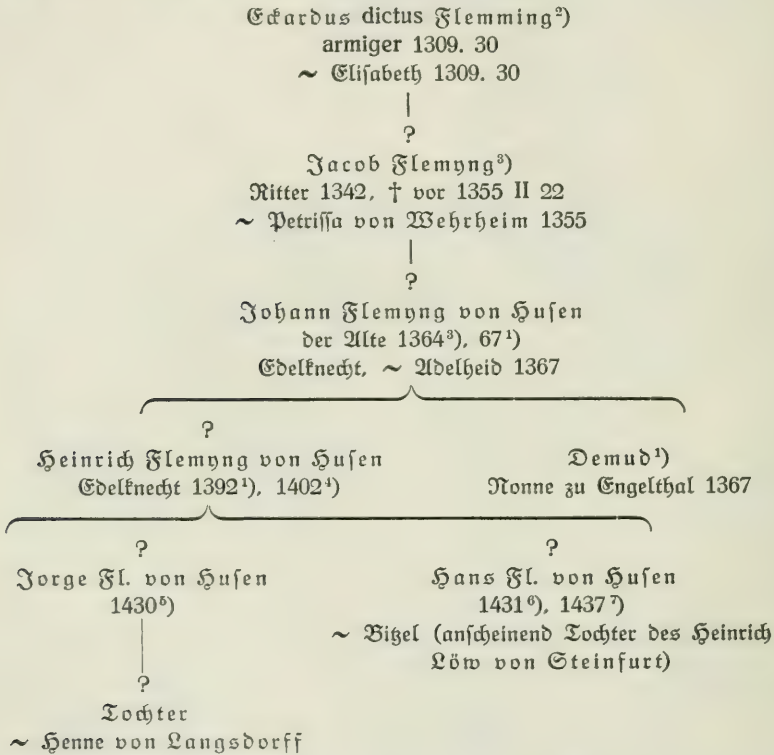 Eckardus dictus Flemming²)
armiger 1309. 30
~ Elisabeth 1309. 30
?
Jacob Flemyng³)
Ritter 1342, † vor 1355 II 22
~ Petrissa von Wehrheim 1355
?
Johann Flemyng von Husen
der Alte 1364³), 67¹)
Edelknecht, ~ Adelheid 1367
?
Heinrich Flemyng von Husen
Edelknecht 1392¹), 1402⁴)
Demud¹)
Nonne zu Engelthal 1367
?
Jorge Fl. von Husen
1430⁵)
?
Hans Fl. von Husen
1431⁶), 1437⁷)
~ Bitzel (anscheinend Tochter des Heinrich
Löw von Steinfurt)
?
Tochter
~ Henne von Langsdorff